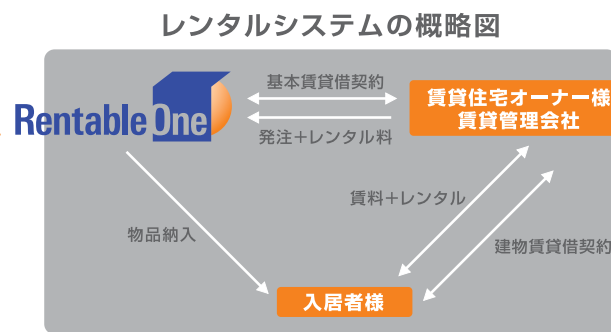 レンタルシステムの概略図
Rentable One
基本賃貸借契約
発注+レンタル料
賃貸住宅オーナー様
賃貸管理会社
賃料+レンタル
物品納入
建物賃貸借契約
入居者様